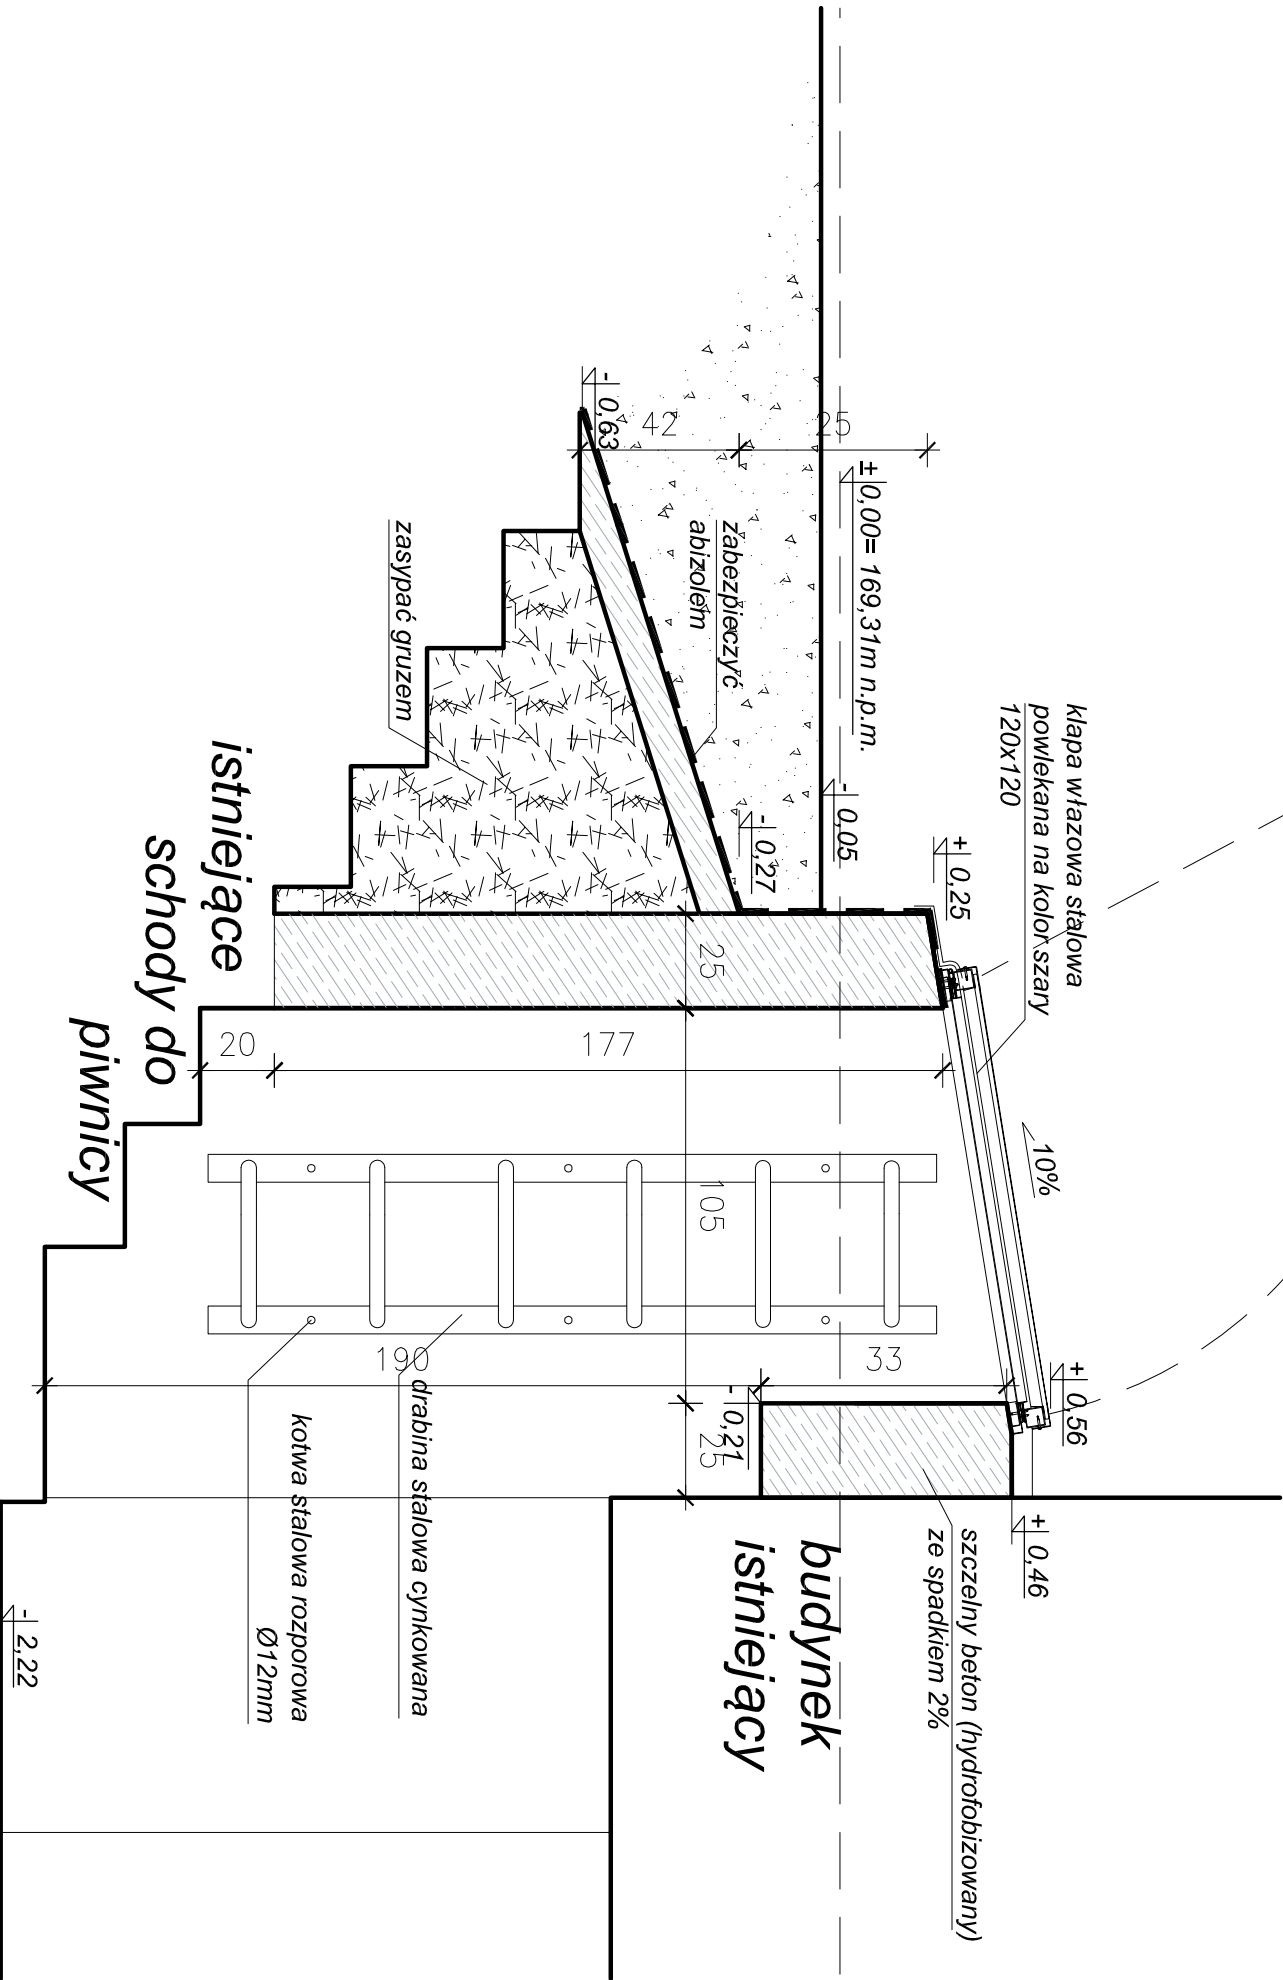 klapa włazowa stalowa
powlekana na kolor szary
120x120
10%
+ 0,25
+ 0,56
+ 0,46
± 0,00= 169,31m n.p.m.
- 0,05
- 0,27
- 0,63
- 0,21
25
42
zabezpieczyć
abizolem
zasypać gruzem
25
105
25
177
20
33
190
szczelny beton (hydrofobizowany)
ze spadkiem 2%
budynek
istniejący
istniejące
schody do
piwnicy
drabina stalowa cynkowana
kotwa stalowa rozporowa
Ø12mm
- 2,22